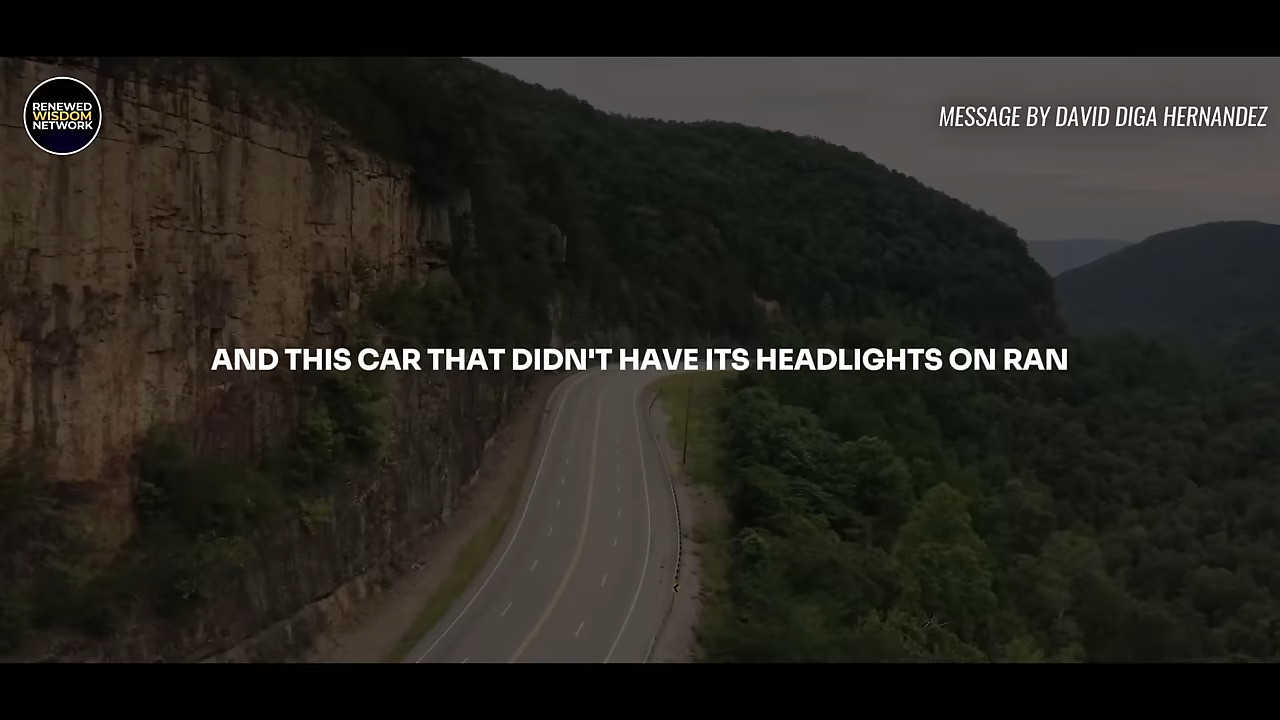 RENEWED
WISDOM
NETWORK
MESSAGE BY DAVID DIGA HERNANDEZ
AND THIS CAR THAT DIDN'T HAVE ITS HEADLIGHTS ON RAN